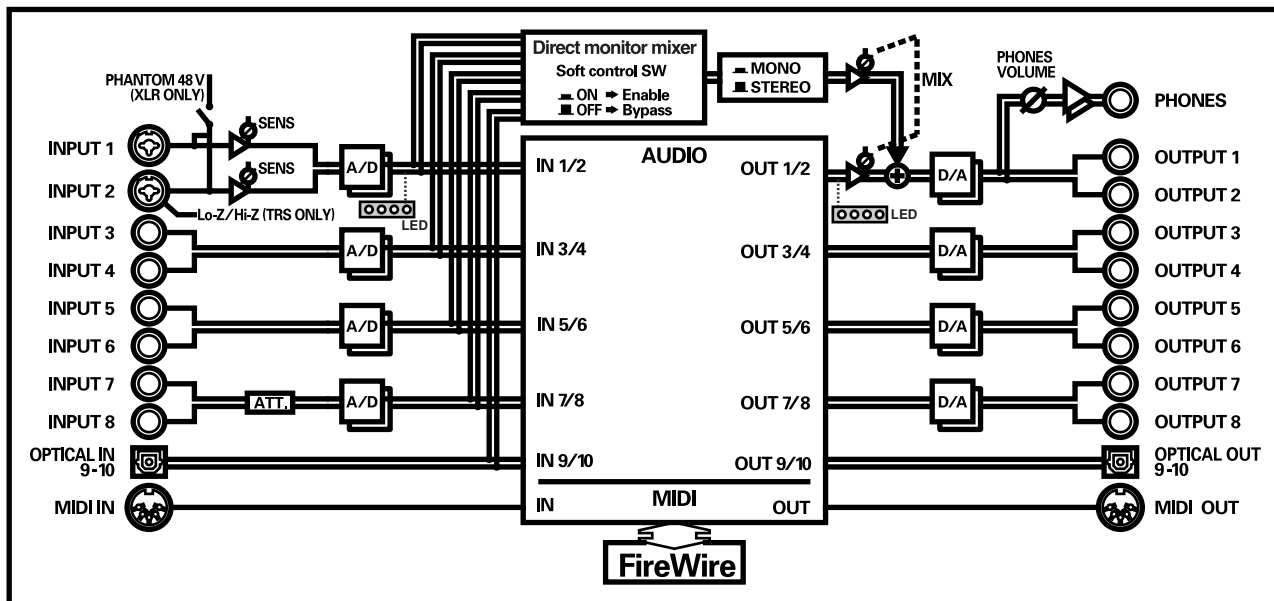 Direct monitor mixer
Soft control SW
ON ➡ Enable
OFF ➡ Bypass
MONO
STEREO
MIX
PHONES
VOLUME
PHONES
PHANTOM 48 V
(XLR ONLY)
SENS
SENS
INPUT 1
INPUT 2
Lo-Z/Hi-Z (TRS ONLY)
INPUT 3
INPUT 4
INPUT 5
INPUT 6
INPUT 7
INPUT 8
OPTICAL IN
9-10
MIDI IN
ATT.
A/D
LED
A/D
A/D
A/D
AUDIO
IN 1/2
OUT 1/2
IN 3/4
OUT 3/4
IN 5/6
OUT 5/6
IN 7/8
OUT 7/8
IN 9/10
OUT 9/10
MIDI
IN
OUT
FireWire
LED
D/A
D/A
D/A
D/A
OUTPUT 1
OUTPUT 2
OUTPUT 3
OUTPUT 4
OUTPUT 5
OUTPUT 6
OUTPUT 7
OUTPUT 8
OPTICAL OUT
9-10
MIDI OUT